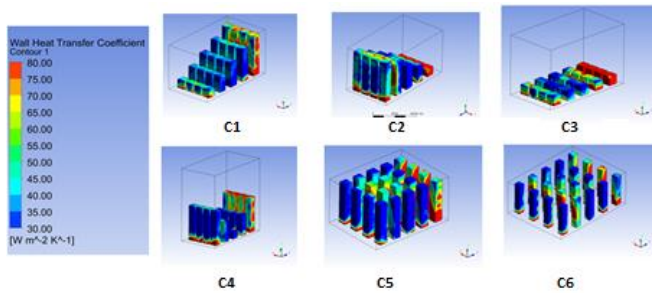 Wall Heat Transfer Coefficient
Contour 1
80.00
75.00
70.00
65.00
60.00
55.00
50.00
45.00
40.00
35.00
30.00
[W m^-2 K^-1]
C1
C2
C3
C4
C5
C6